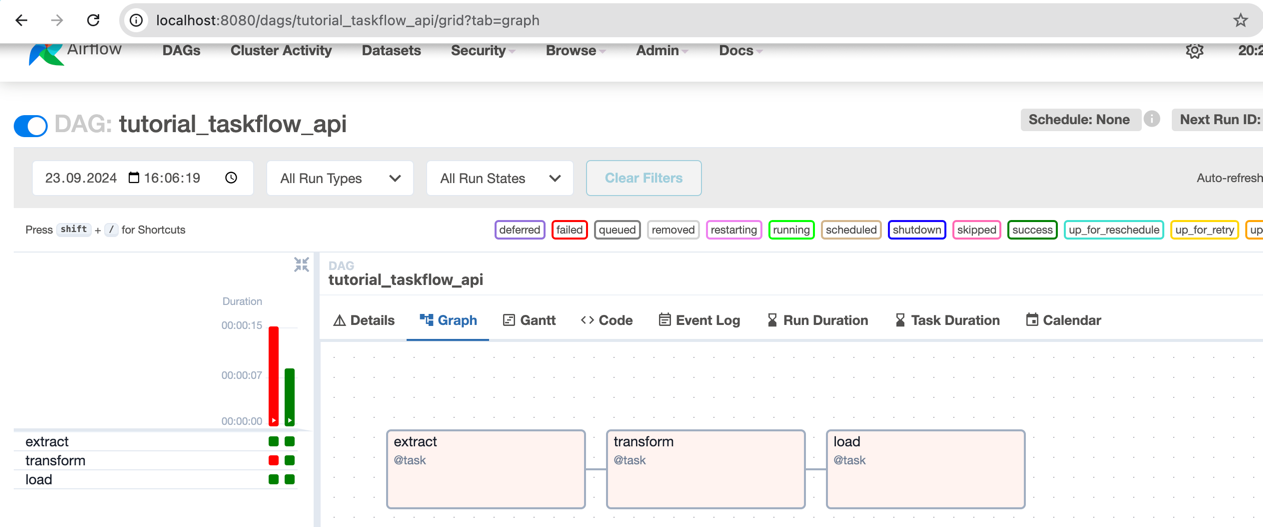 localhost:8080/dags/tutorial_taskflow_api/grid?tab=graph
Airflow DAGs Cluster Activity Datasets Security Browse Admin Docs 20:2
DAG: tutorial_taskflow_api Schedule: None Next Run ID:
23.09.2024 16:06:19 All Run Types All Run States Clear Filters Auto-refresh
Press shift + / for Shortcuts deferred failed queued removed restarting running scheduled shutdown skipped success up_for_reschedule up_for_retry up
DAG
tutorial_taskflow_api
Duration
Details Graph Gantt Code Event Log Run Duration Task Duration Calendar
00:00:15
00:00:07
00:00:00
extract
transform
load
extract transform load
@task @task @task